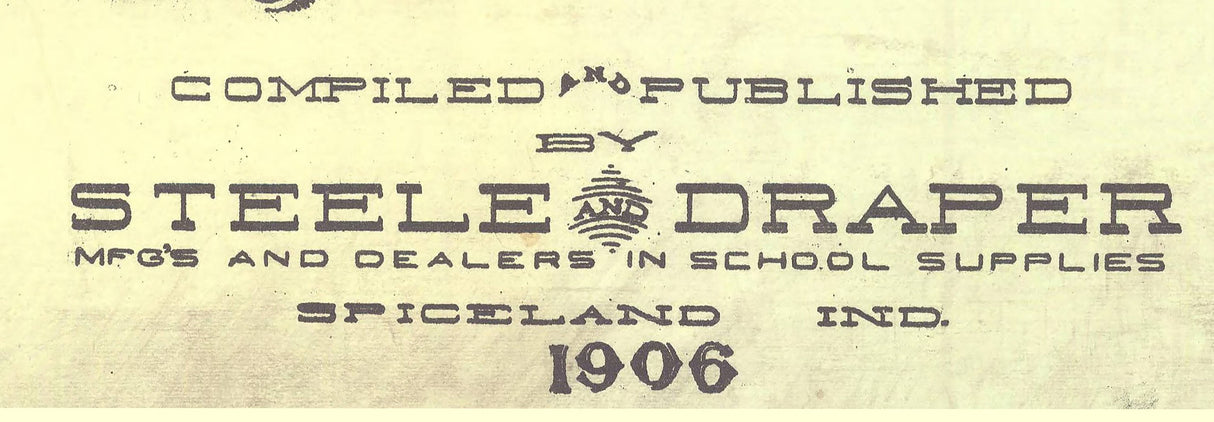 COMPILED AND PUBLISHED
BY
STEELE AND DRAPER
MFG'S AND DEALERS IN SCHOOL SUPPLIES
SPICELAND IND.
1906